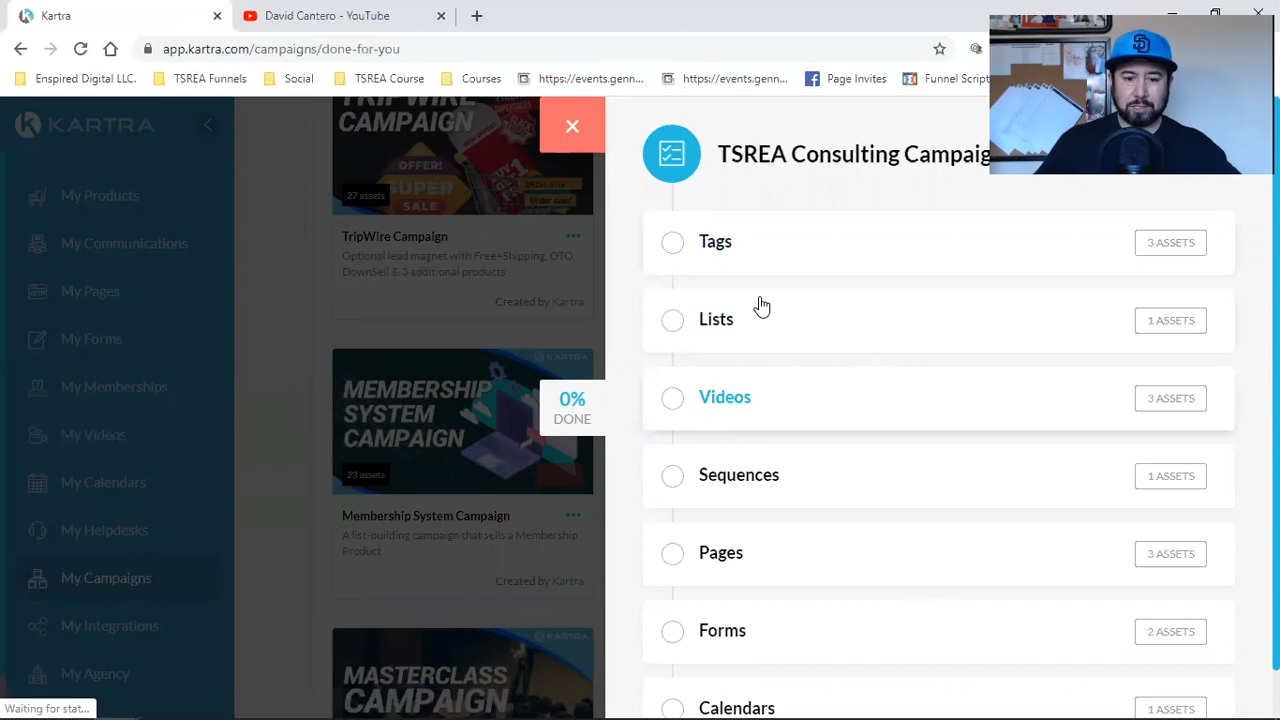 Kartra
David Cantero - YouTube
app.kartra.com/campaigns/done-for-you
Enspired Digital LLC.
TSREA Funnels
Social
TSREA Course
Courses
https://events.genn...
https://events.genn...
Page Invites
Funnel Script
KARTRA
My Products
My Communications
My Pages
My Forms
My Memberships
My Videos
My Calendars
My Helpdesks
My Campaigns
My Integrations
My Agency
Waiting for stat...
TRIPWIRE
CAMPAIGN
OFFER!
SUPER
SALE
27 assets
TripWire Campaign
Optional lead magnet with Free+Shipping, OTO,
DownSell & 3 additional products
Created by Kartra
KARTRA
MEMBERSHIP
SYSTEM
CAMPAIGN
23 assets
Membership System Campaign
A list-building campaign that sells a Membership
Product
Created by Kartra
KARTRA
MASTERCLASS
CAMPAIGN
0%
DONE
TSREA Consulting Campaig
Tags
3 ASSETS
Lists
1 ASSETS
Videos
3 ASSETS
Sequences
1 ASSETS
Pages
3 ASSETS
Forms
2 ASSETS
Calendars
1 ASSETS